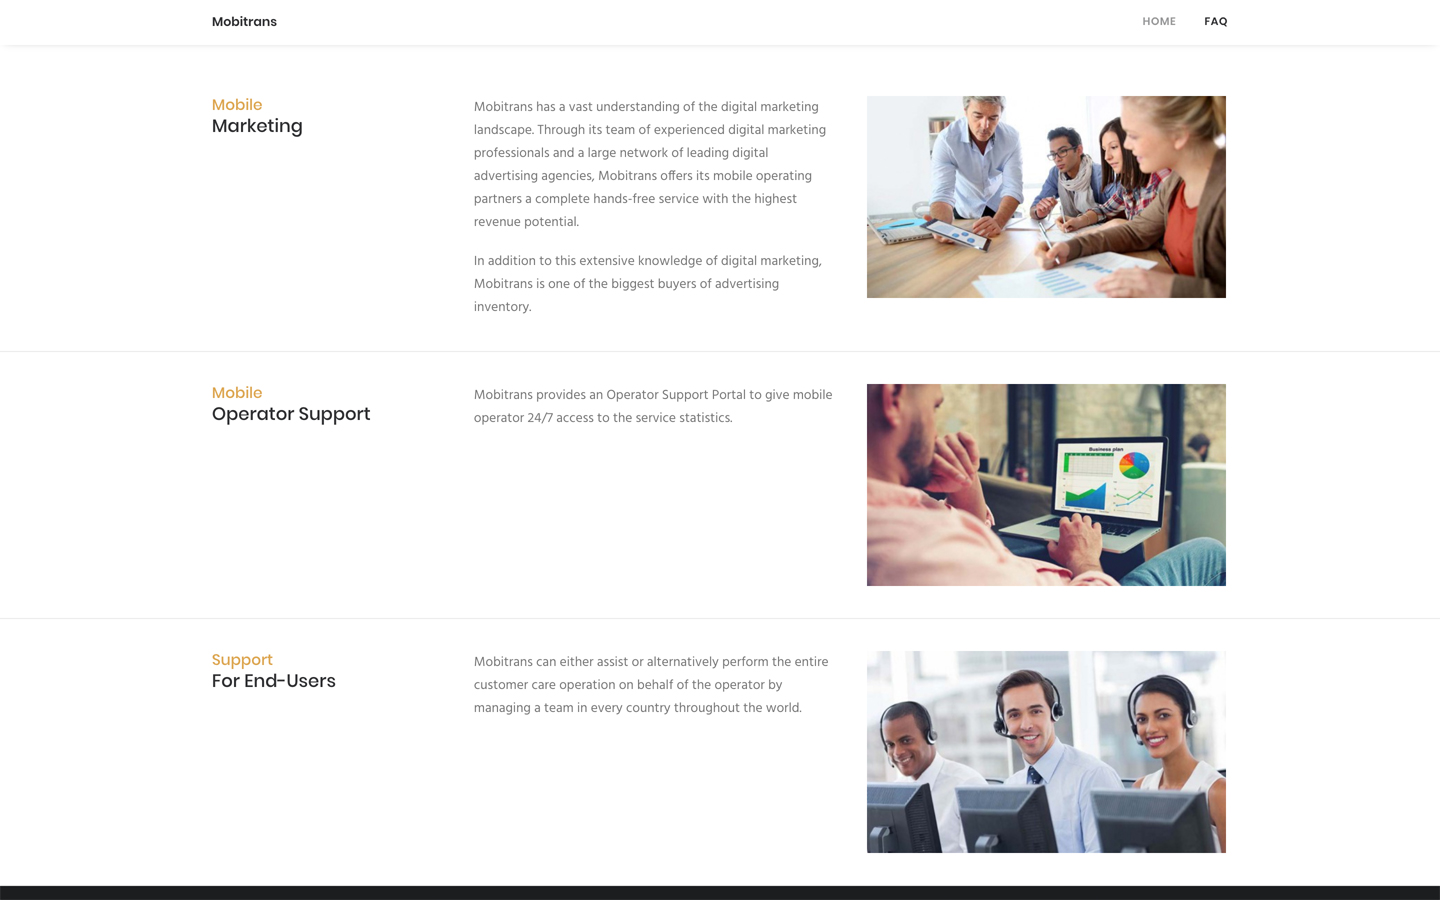 Mobitrans
HOME
FAQ
Mobile
Marketing
Mobitrans has a vast understanding of the digital marketing
landscape. Through its team of experienced digital marketing
professionals and a large network of leading digital
advertising agencies, Mobitrans offers its mobile operating
partners a complete hands-free service with the highest
revenue potential.
In addition to this extensive knowledge of digital marketing,
Mobitrans is one of the biggest buyers of advertising
inventory.
Mobile
Operator Support
Mobitrans provides an Operator Support Portal to give mobile
operator 24/7 access to the service statistics.
Business plan
Support
For End-Users
Mobitrans can either assist or alternatively perform the entire
customer care operation on behalf of the operator by
managing a team in every country throughout the world.